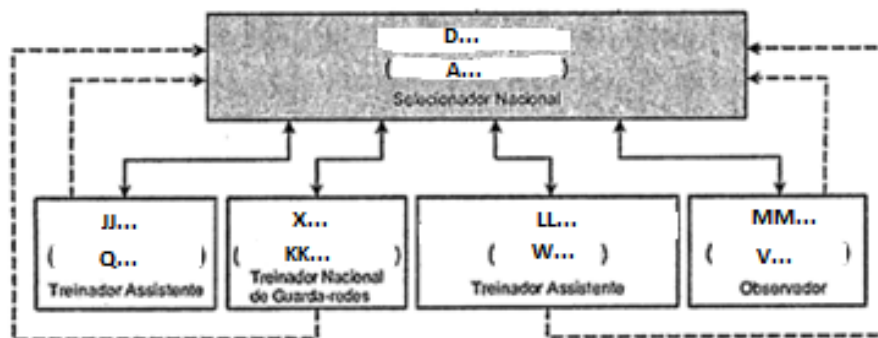 D...
( A... )
Selecionador Nacional
JJ...
( Q... )
Treinador Assistente
X...
( KK... )
Treinador Nacional
de Guarda-redes
LL...
( W... )
Treinador Assistente
MM...
( V... )
Observador